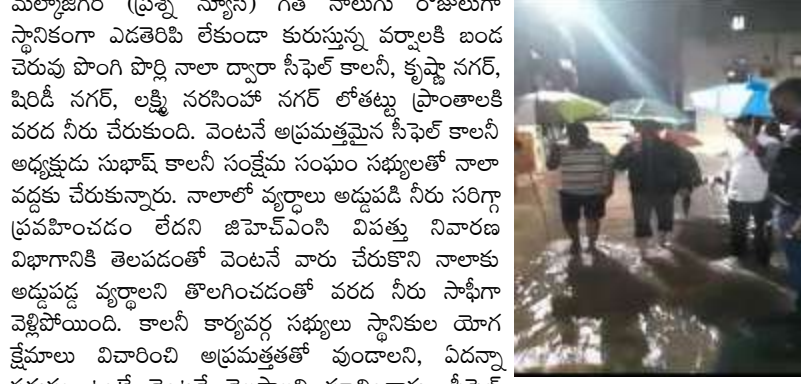 మల్కాజిగిరి (ప్రశ్న న్యూస్) గత నాలుగు రోజులుగా
స్థానికంగా ఎడతెరిపి లేకుండా కురుస్తున్న వర్షాలకి బండ
చెరువు పొంగి పొర్లి నాలా ద్వారా సీఫెల్ కాలనీ, కృష్ణా నగర్,
షిరిడీ నగర్, లక్ష్మి నరసింహా నగర్ లోతట్టు ప్రాంతాలకి
వరద నీరు చేరుకుంది. వెంటనే అప్రమత్తమైన సీఫెల్ కాలనీ
అధ్యక్షుడు సుభాష్ కాలనీ సంక్షేమ సంఘం సభ్యులతో నాలా
వద్దకు చేరుకున్నారు. నాలాలో వ్యర్ధాలు అడ్డుపడి నీరు సరిగ్గా
ప్రవహించడం లేదని జిహెచ్ఎంసి విపత్తు నివారణ
విభాగానికి తెలపడంతో వెంటనే వారు చేరుకొని నాలాకు
అడ్డుపడ్డ వ్యర్థాలని తొలగించడంతో వరద నీరు సాఫీగా
వెళ్లిపోయింది. కాలనీ కార్యవర్గ సభ్యులు స్థానికుల యోగ
క్షేమాలు విచారించి అప్రమత్తతతో వుండాలని, ఏదన్నా